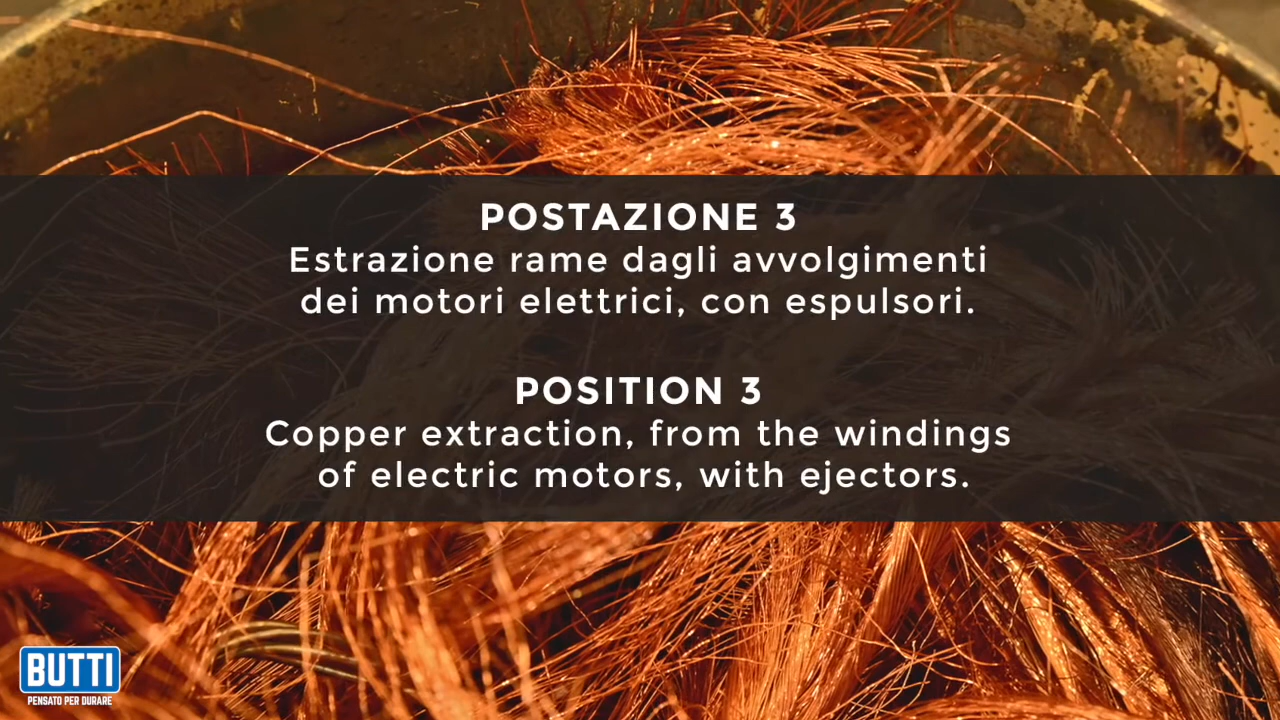 POSTAZIONE 3
Estrazione rame dagli avvolgimenti
dei motori elettrici, con espulsori.
POSITION 3
Copper extraction, from the windings
of electric motors, with ejectors.
BUTTI
PENSATO PER DURARE